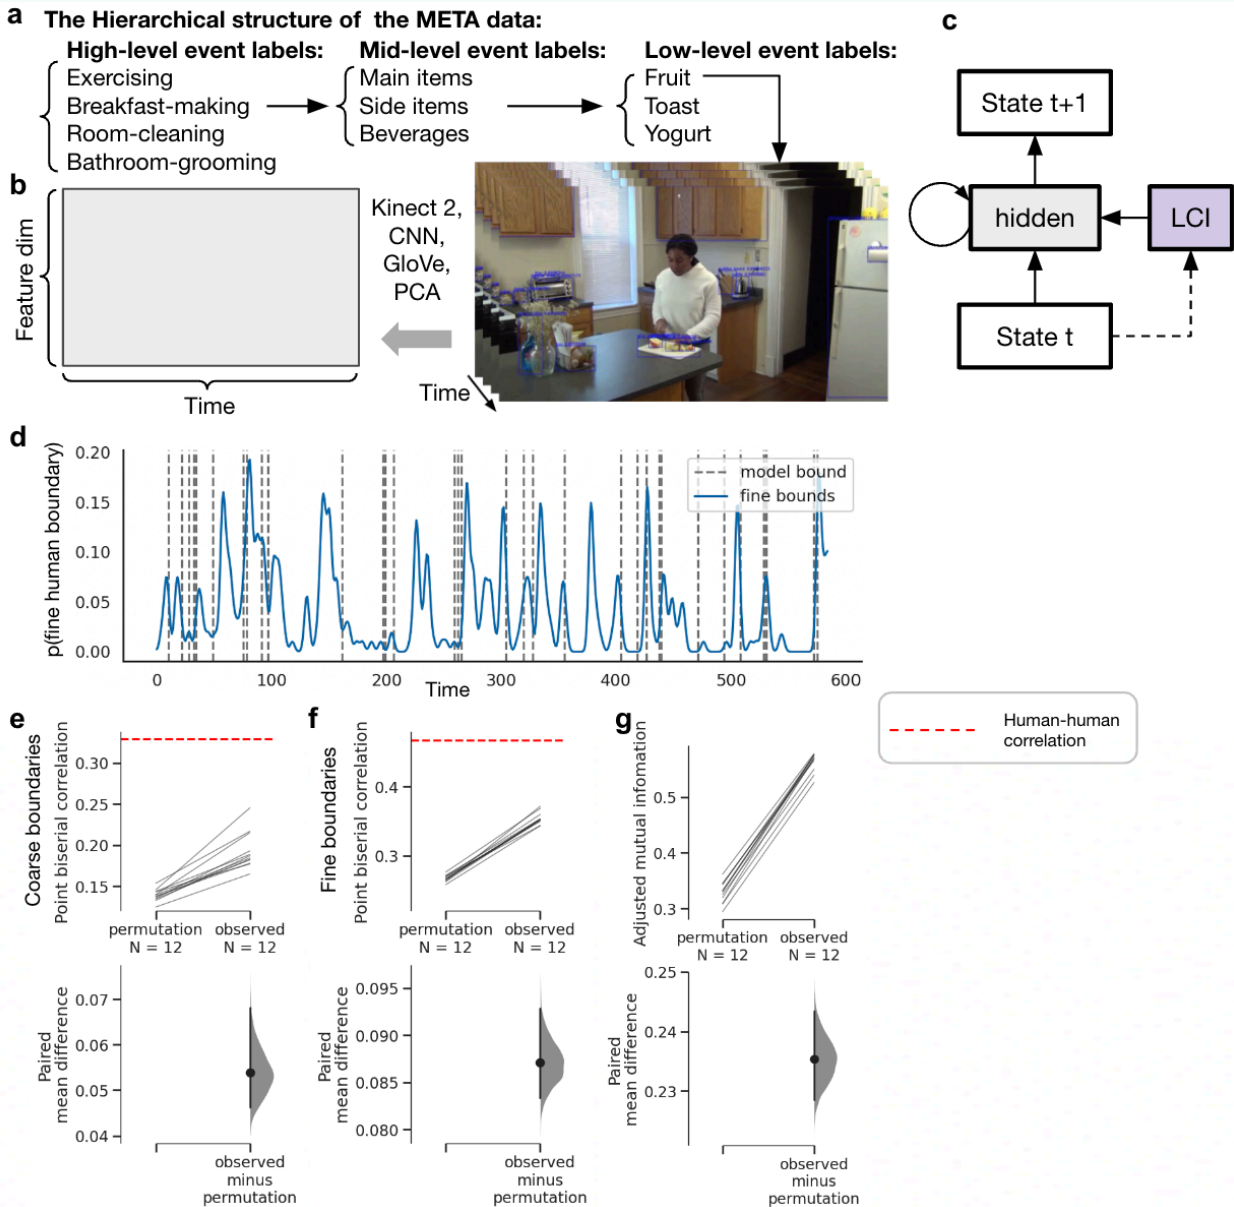 a The Hierarchical structure of the META data:
High-level event labels: Mid-level event labels: Low-level event labels:
Exercising Main items Fruit
Breakfast-making Side items Toast
Room-cleaning Beverages Yogurt
Bathroom-grooming
b
Feature dim
Time
Kinect 2,
CNN,
GloVe,
PCA
Time
c
State t+1
hidden LCI
State t
d
p(fine human boundary)
0.20
0.15
0.10
0.05
0.00
model bound
fine bounds
0 100 200 300 400 500 600
Time
e
Coarse boundaries
Point biserial correlation
0.30
0.25
0.20
0.15
permutation observed
N = 12 N = 12
Paired
mean difference
0.07
0.06
0.05
0.04
observed
minus
permutation
f
Fine boundaries
Point biserial correlation
0.4
0.3
permutation observed
N = 12 N = 12
Paired
mean difference
0.095
0.090
0.085
0.080
observed
minus
permutation
g
Adjusted mutual infomation
0.5
0.4
0.3
permutation observed
N = 12 N = 12
Paired
mean difference
0.25
0.24
0.23
observed
minus
permutation
Human-human
correlation